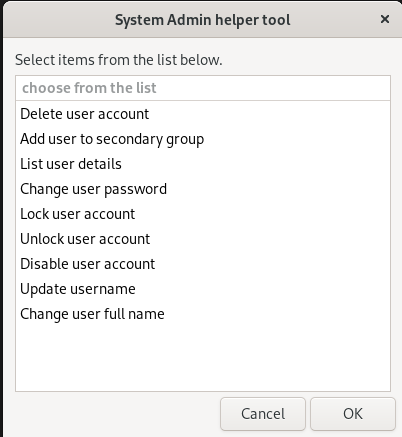 System Admin helper tool
×
Select items from the list below.
choose from the list
Delete user account
Add user to secondary group
List user details
Change user password
Lock user account
Unlock user account
Disable user account
Update username
Change user full name
Cancel OK